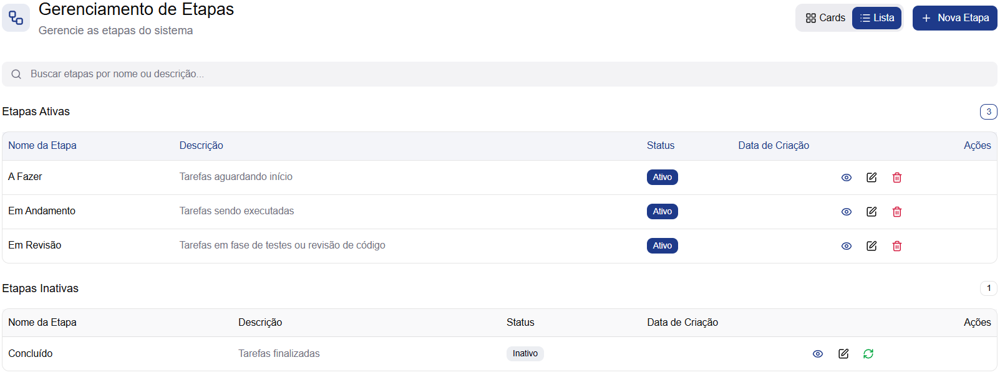 Gerenciamento de Etapas
Gerencie as etapas do sistema
Cards Lista Nova Etapa
Buscar etapas por nome ou descrição...
Etapas Ativas 3
Nome da Etapa Descrição Status Data de Criação Ações
A Fazer Tarefas aguardando início Ativo
Em Andamento Tarefas sendo executadas Ativo
Em Revisão Tarefas em fase de testes ou revisão de código Ativo
Etapas Inativas 1
Nome da Etapa Descrição Status Data de Criação Ações
Concluído Tarefas finalizadas Inativo